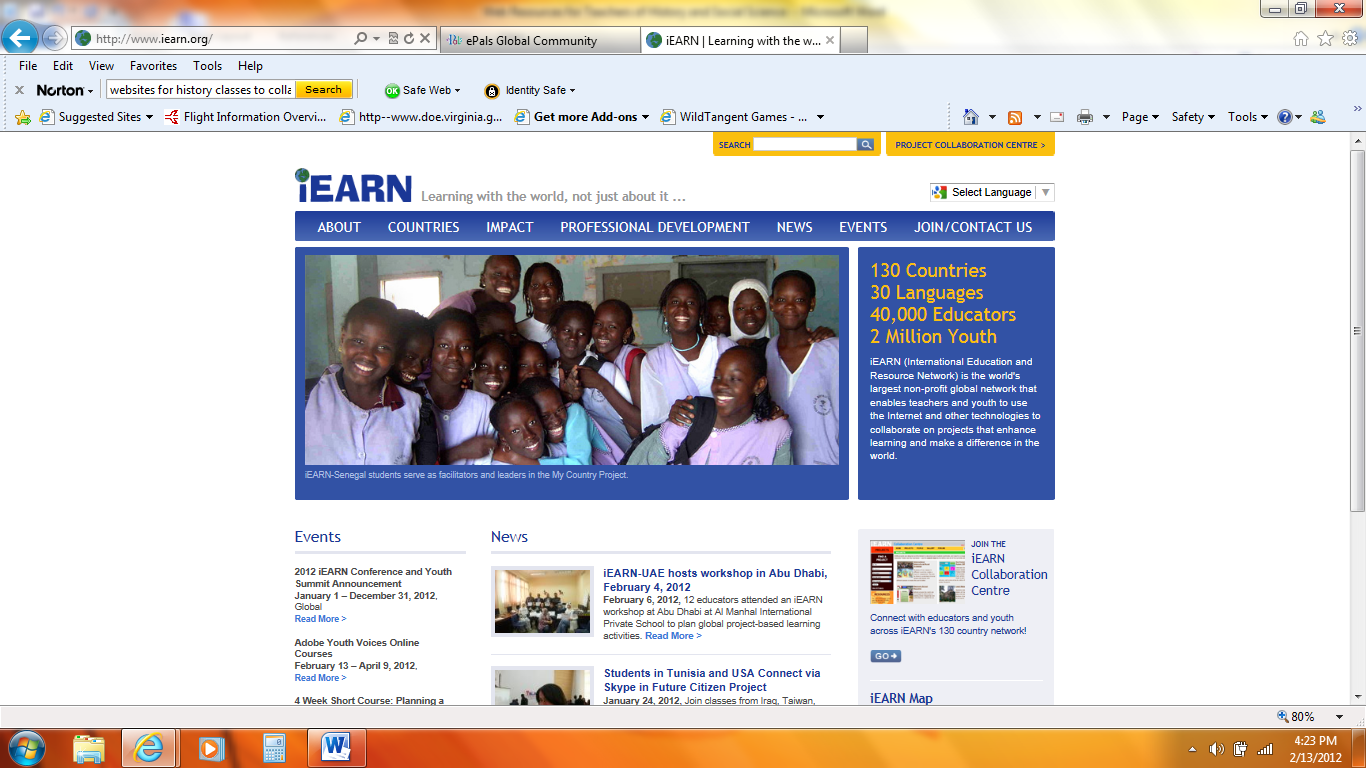 Web Resources for Teachers of History and Social Science - Microsoft Word
http://www.iearn.org/
ePals Global Community
iEARN | Learning with the w...
File Edit View Favorites Tools Help
Norton
websites for history classes to colla
Search
Safe Web
Identity Safe
Suggested Sites
Flight Information Overvi...
http--www.doe.virginia.g...
Get more Add-ons
WildTangent Games - ...
Page Safety Tools
SEARCH
PROJECT COLLABORATION CENTRE >
iEARN
Learning with the world, not just about it ...
Select Language
ABOUT COUNTRIES IMPACT PROFESSIONAL DEVELOPMENT NEWS EVENTS JOIN/CONTACT US
iEARN-Senegal students serve as facilitators and leaders in the My Country Project.
130 Countries
30 Languages
40,000 Educators
2 Million Youth
iEARN (International Education and
Resource Network) is the world's
largest non-profit global network that
enables teachers and youth to use
the Internet and other technologies to
collaborate on projects that enhance
learning and make a difference in the
world.
Events
2012 iEARN Conference and Youth
Summit Announcement
January 1 – December 31, 2012,
Global
Read More >
Adobe Youth Voices Online
Courses
February 13 – April 9, 2012,
Read More >
4 Week Short Course: Planning a
News
iEARN-UAE hosts workshop in Abu Dhabi,
February 4, 2012
February 6, 2012, 12 educators attended an iEARN
workshop at Abu Dhabi at Al Manhal International
Private School to plan global project-based learning
activities. Read More >
Students in Tunisia and USA Connect via
Skype in Future Citizen Project
January 24, 2012, Join classes from Iraq, Taiwan,
JOIN THE
iEARN
Collaboration
Centre
Connect with educators and youth
across iEARN's 130 country network!
GO
iEARN Map
80%
4:23 PM
2/13/2012